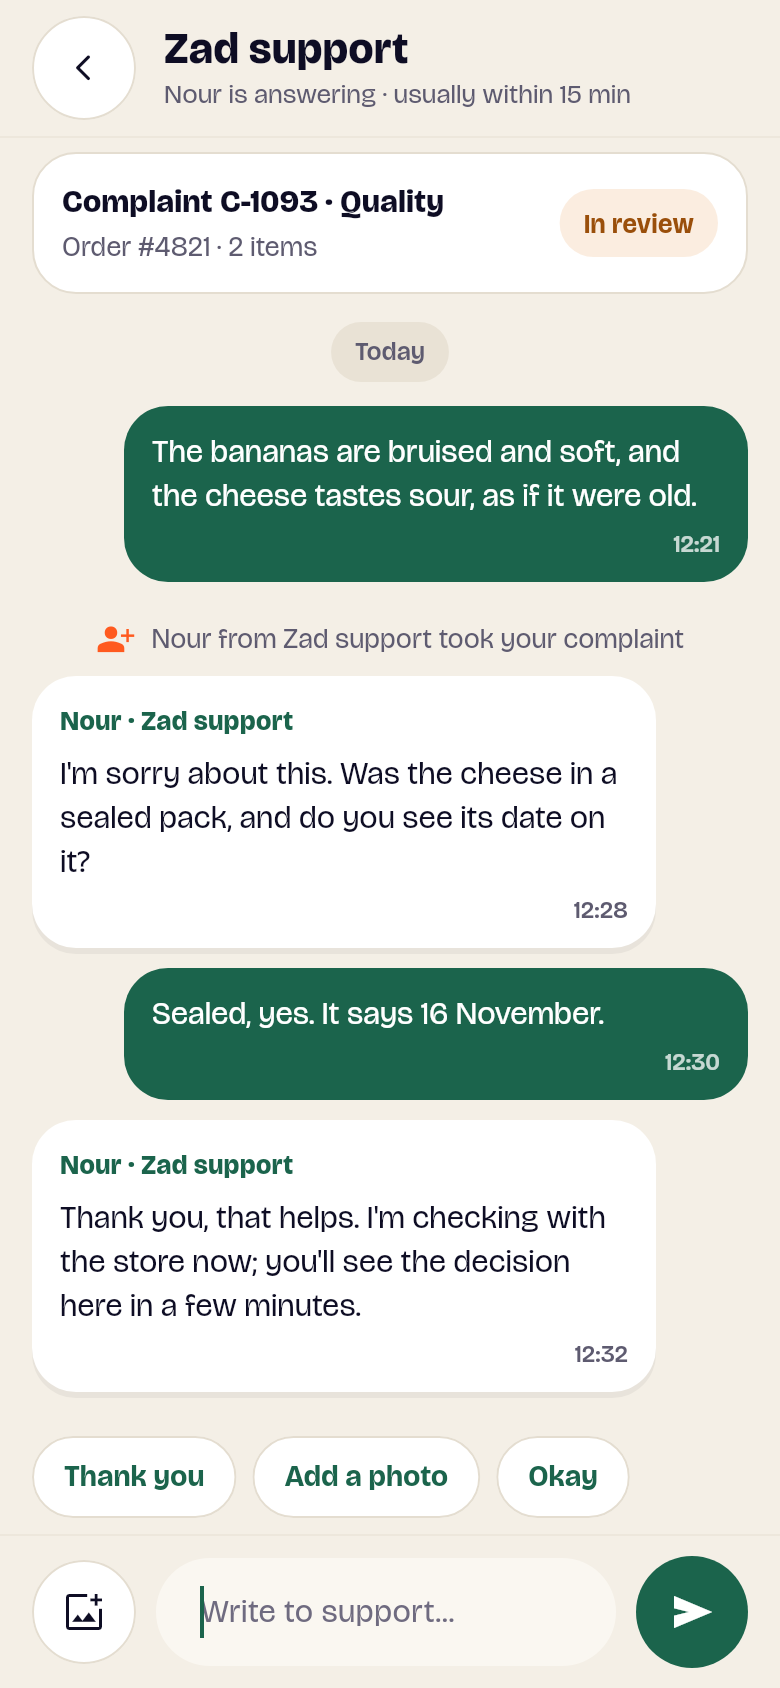 Zad support
Nour is answering · usually within 15 min
Complaint C-1093 · Quality
Order #4821 · 2 items
In review
Today
The bananas are bruised and soft, and
the cheese tastes sour, as if it were old.
12:21
Nour from Zad support took your complaint
Nour · Zad support
I'm sorry about this. Was the cheese in a
sealed pack, and do you see its date on
it?
12:28
Sealed, yes. It says 16 November.
12:30
Nour · Zad support
Thank you, that helps. I'm checking with
the store now; you'll see the decision
here in a few minutes.
12:32
Thank you
Add a photo
Okay
Write to support...